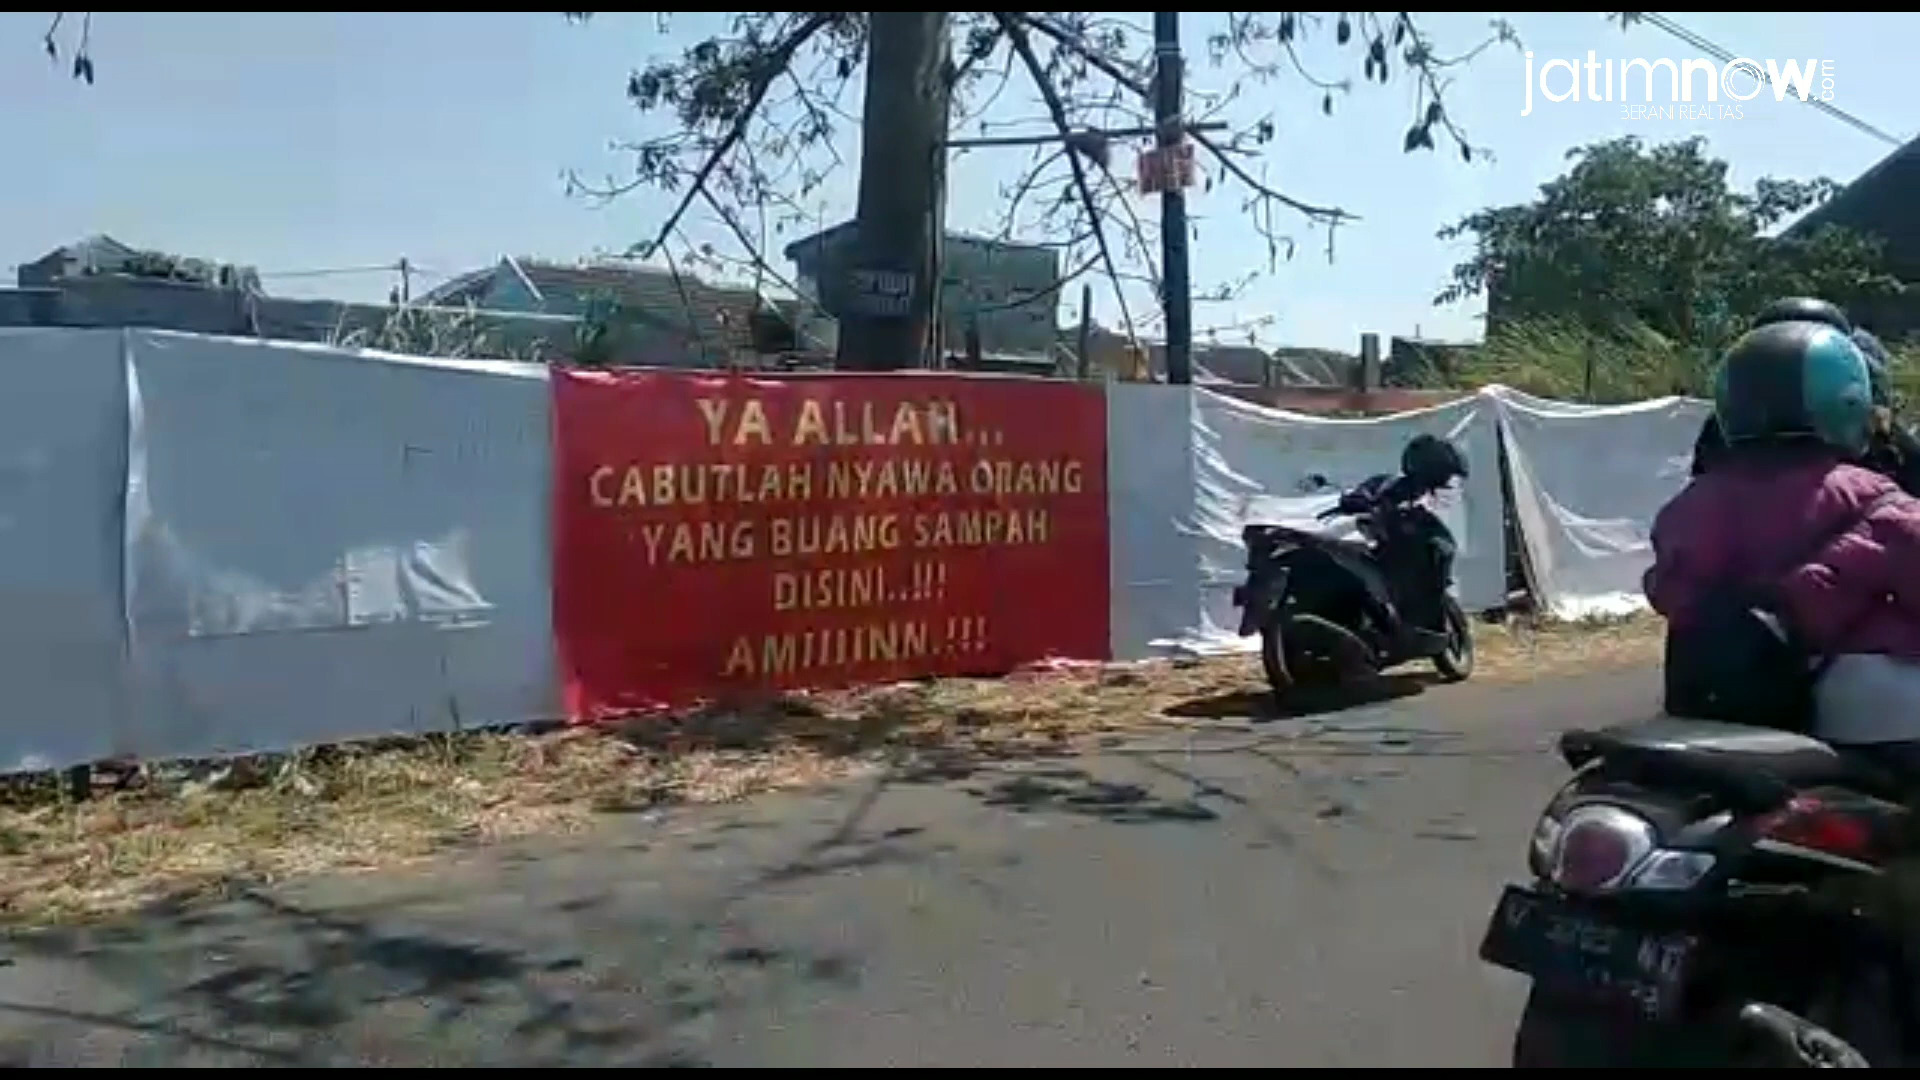 jatimnow.com
BERANI REALITAS
YA ALLAH...
CABUTLAH NYAWA ORANG
YANG BUANG SAMPAH
DISINI..!!!
AMIIIINN.!!!